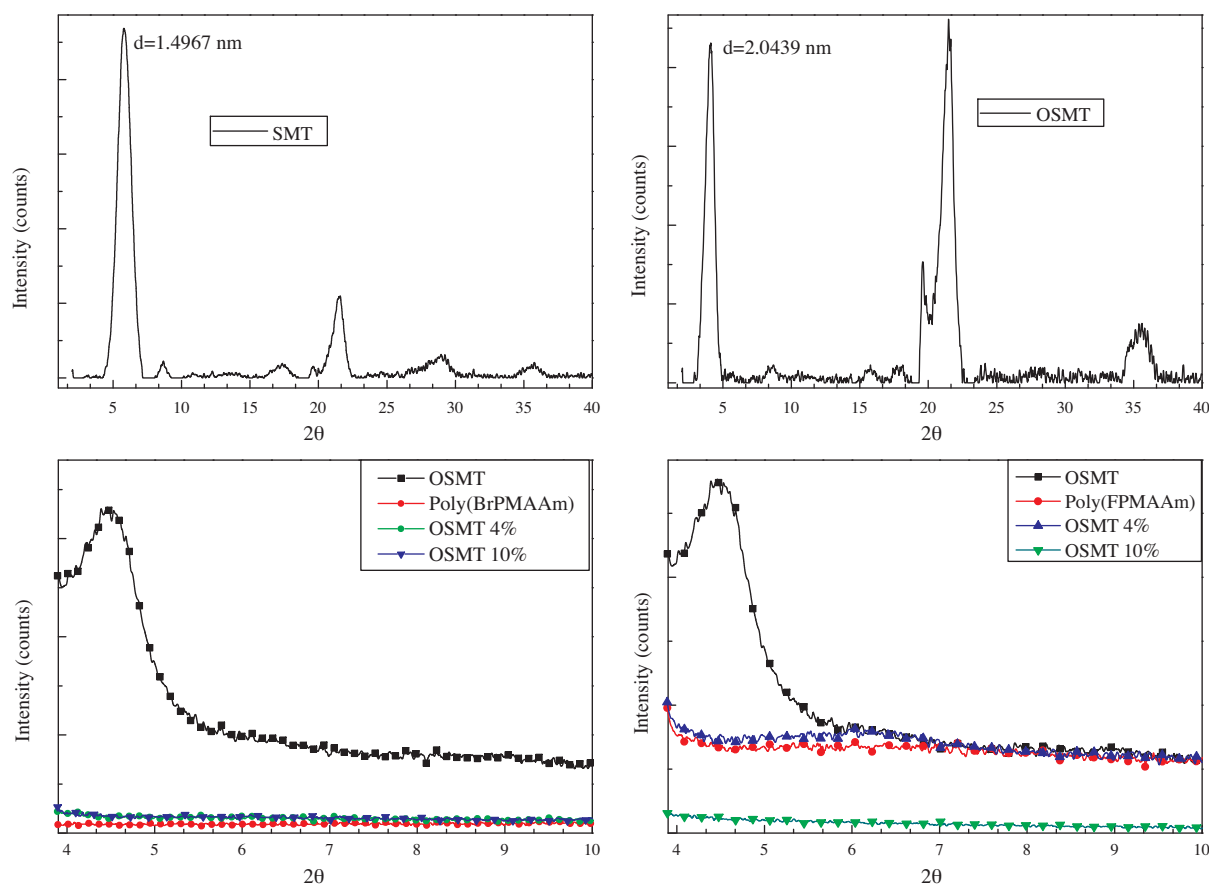 d=1.4967 nm
SMT
Intensity (counts)
5 10 15 20 25 30 35 40
2θ
d=2.0439 nm
OSMT
Intensity (counts)
5 10 15 20 25 30 35 40
2θ
OSMT
Poly(BrPMAAm)
OSMT 4%
OSMT 10%
Intensity (counts)
4 5 6 7 8 9 10
2θ
OSMT
Poly(FPMAAm)
OSMT 4%
OSMT 10%
Intensity (counts)
4 5 6 7 8 9 10
2θ